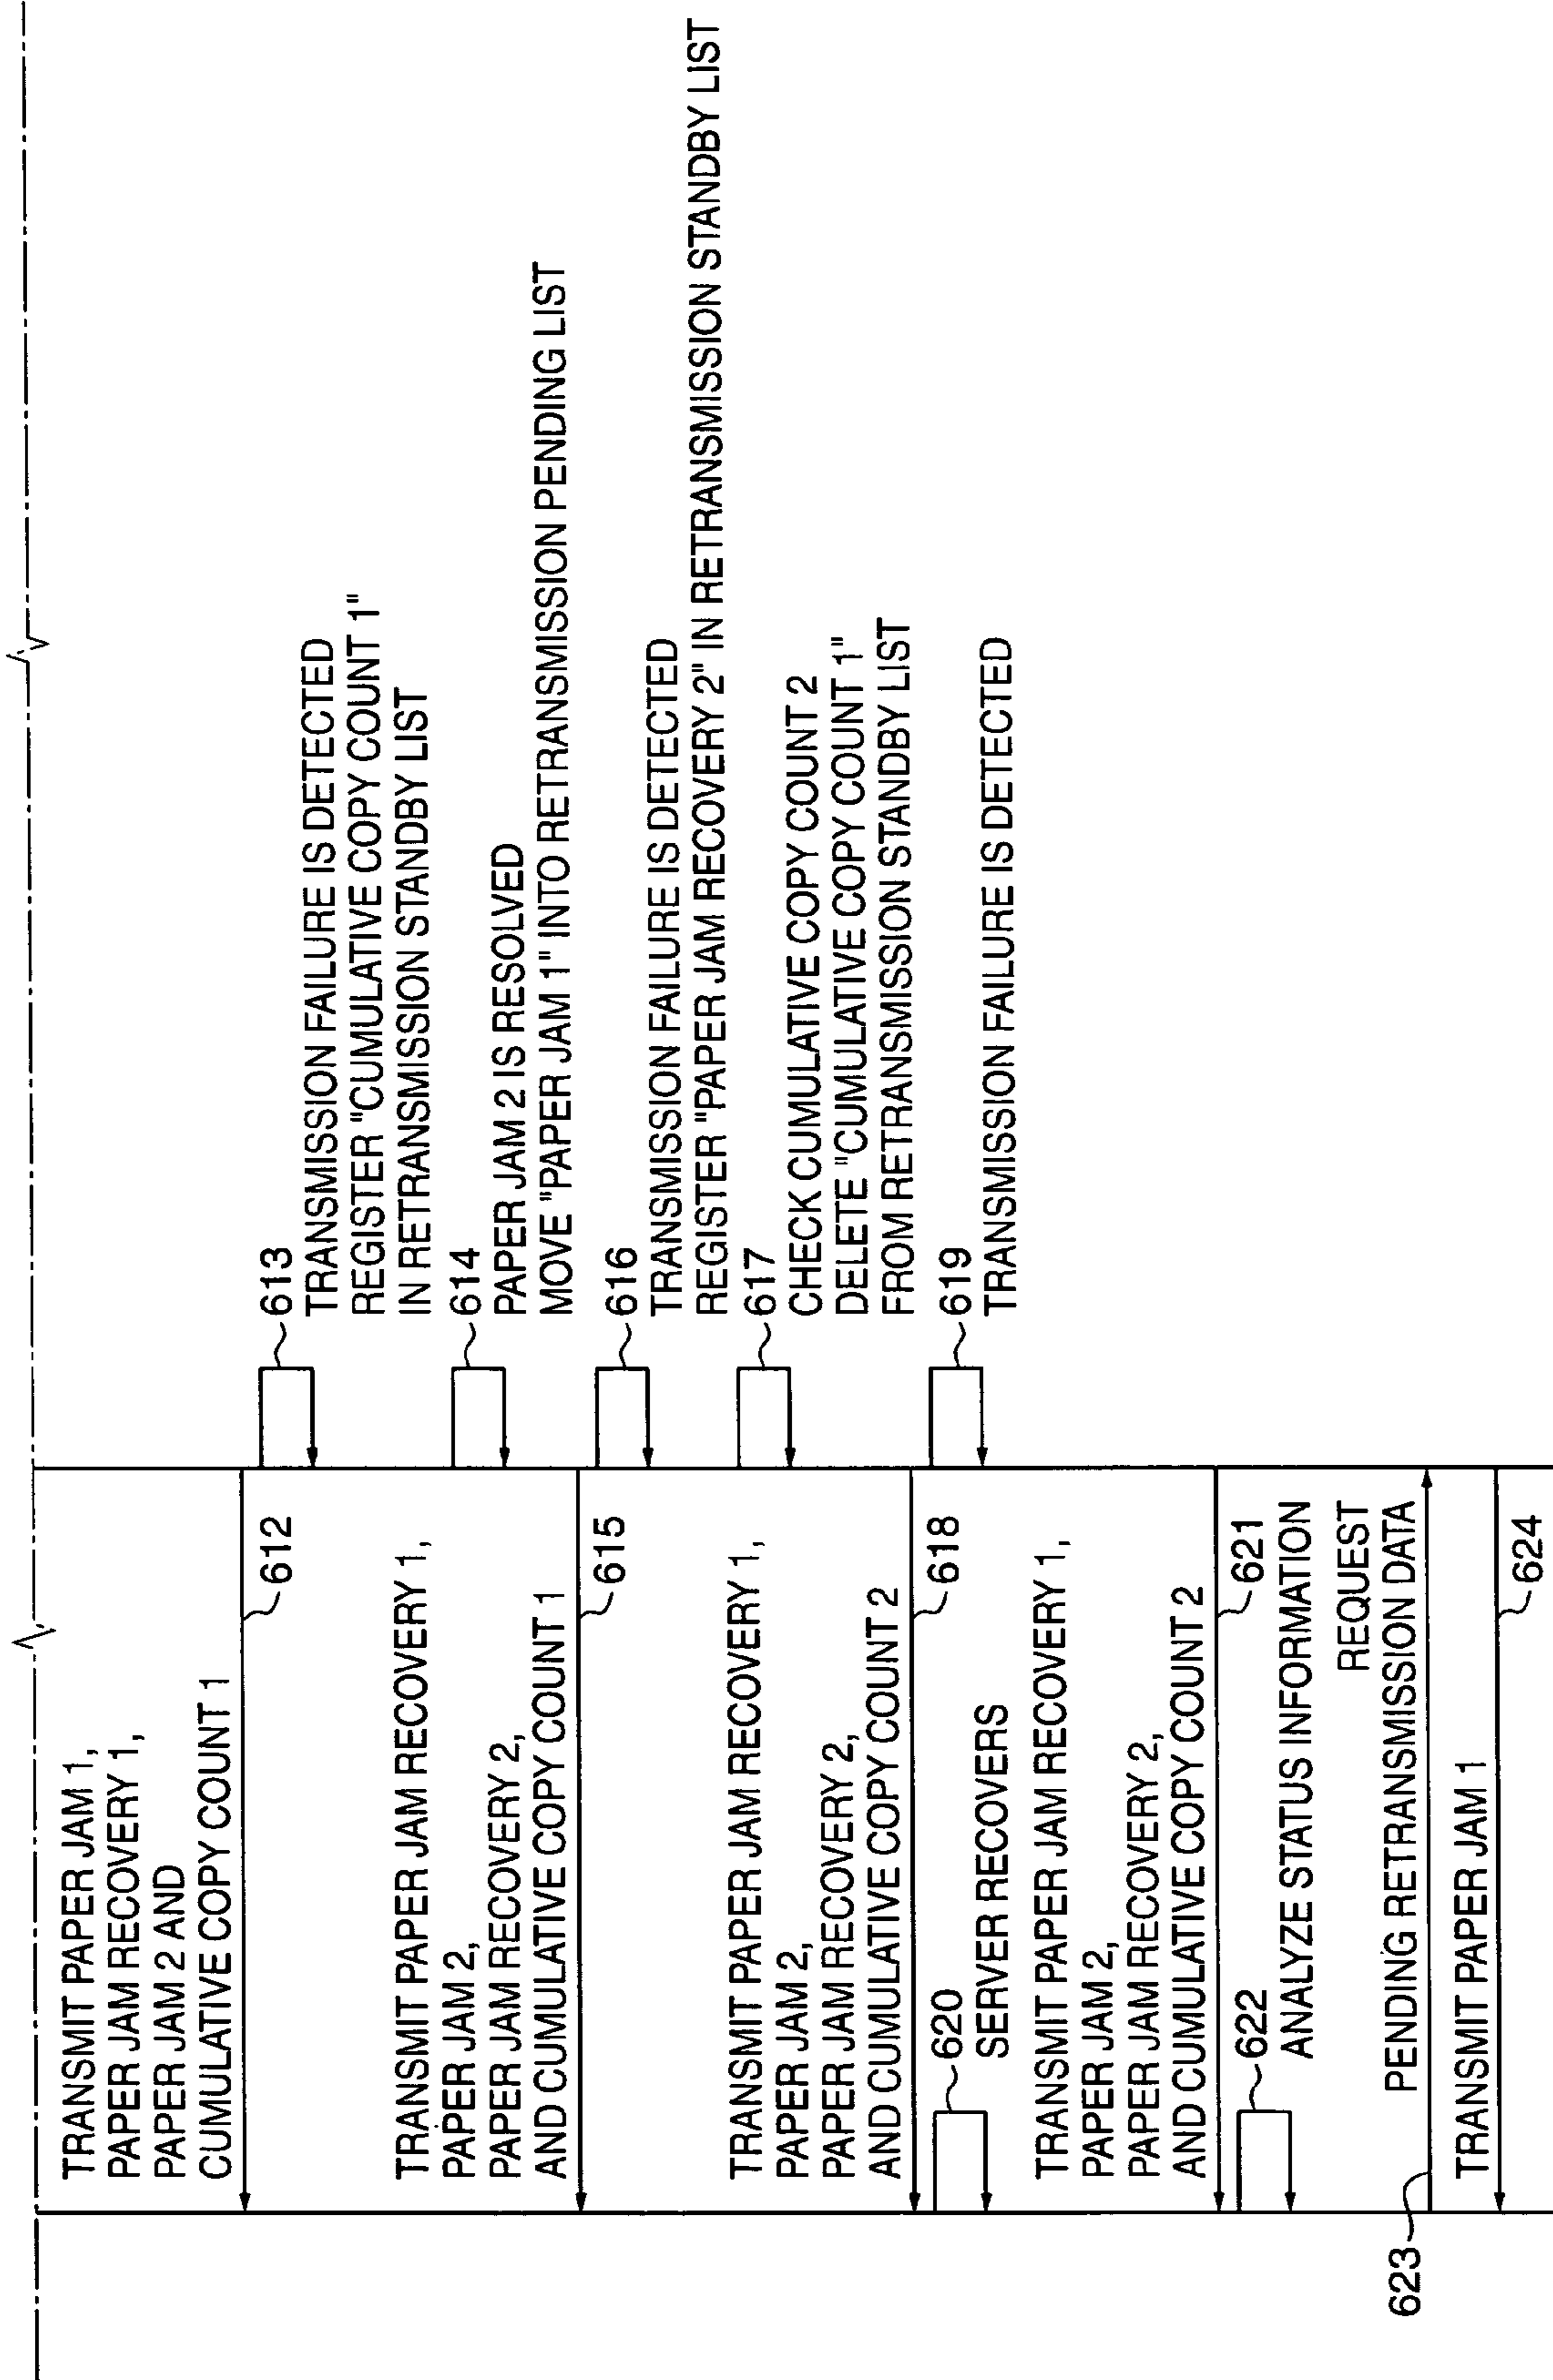 TRANSMIT PAPER JAM 1,
PAPER JAM RECOVERY 1,
PAPER JAM 2 AND
CUMULATIVE COPY COUNT 1
612
613
TRANSMISSION FAILURE IS DETECTED
REGISTER "CUMULATIVE COPY COUNT 1"
IN RETRANSMISSION STANDBY LIST
614
PAPER JAM 2 IS RESOLVED
MOVE "PAPER JAM 1" INTO RETRANSMISSION PENDING LIST
TRANSMIT PAPER JAM RECOVERY 1,
PAPER JAM 2,
PAPER JAM RECOVERY 2,
AND CUMULATIVE COPY COUNT 1
615
616
TRANSMISSION FAILURE IS DETECTED
REGISTER "PAPER JAM RECOVERY 2" IN RETRANSMISSION STANDBY LIST
617
CHECK CUMULATIVE COPY COUNT 2
DELETE "CUMULATIVE COPY COUNT 1"
FROM RETRANSMISSION STANDBY LIST
TRANSMIT PAPER JAM RECOVERY 1,
PAPER JAM 2,
PAPER JAM RECOVERY 2,
AND CUMULATIVE COPY COUNT 2
618
619
TRANSMISSION FAILURE IS DETECTED
620
SERVER RECOVERS
TRANSMIT PAPER JAM RECOVERY 1,
PAPER JAM 2,
PAPER JAM RECOVERY 2,
AND CUMULATIVE COPY COUNT 2
621
622
ANALYZE STATUS INFORMATION
REQUEST
PENDING RETRANSMISSION DATA
623
TRANSMIT PAPER JAM 1
624